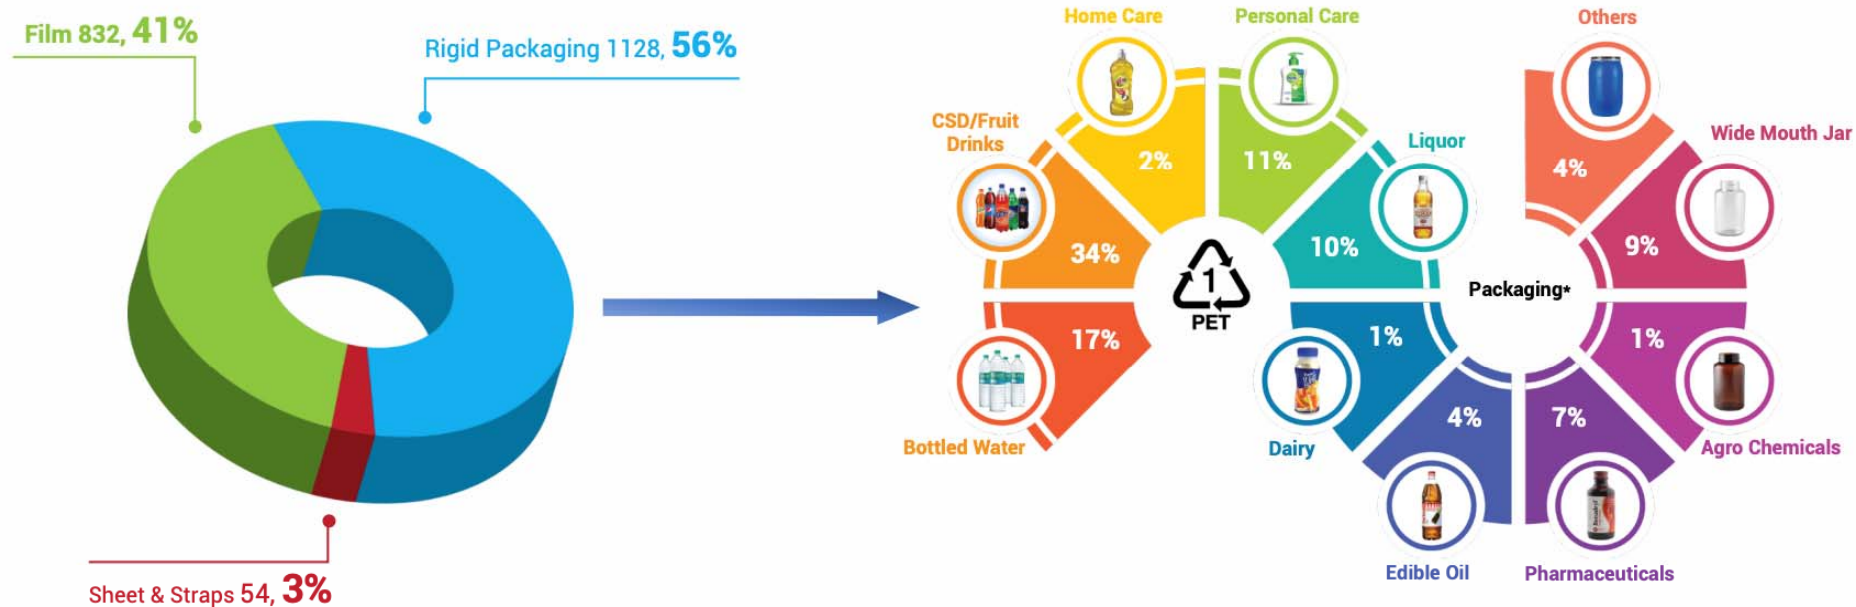 Film 832, 41%
Rigid Packaging 1128, 56%
Sheet & Straps 54, 3%
Home Care
2%
Personal Care
11%
CSD/Fruit
Drinks
34%
Liquor
10%
Bottled Water
17%
1
PET
Others
4%
Wide Mouth Jar
9%
Packaging*
Dairy
1%
Agro Chemicals
1%
Edible Oil
4%
Pharmaceuticals
7%